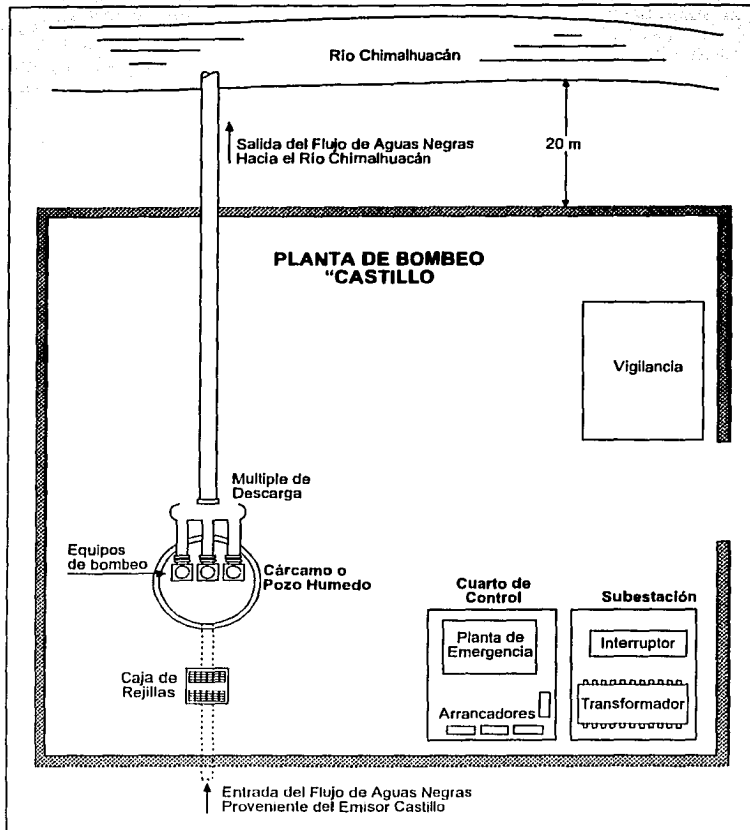 Río Chimalhuacán
Salida del Flujo de Aguas Negras
Hacia el Río Chimalhuacán
20 m
PLANTA DE BOMBEO
"CASTILLO
Vigilancia
Multiple de
Descarga
Equipos
de bombeo
Cárcamo o
Pozo Humedo
Cuarto de
Control
Subestación
Planta de
Emergencia
Interruptor
Caja de
Rejillas
Arrancadores
Transformador
Entrada del Flujo de Aguas Negras
Proveniente del Emisor Castillo